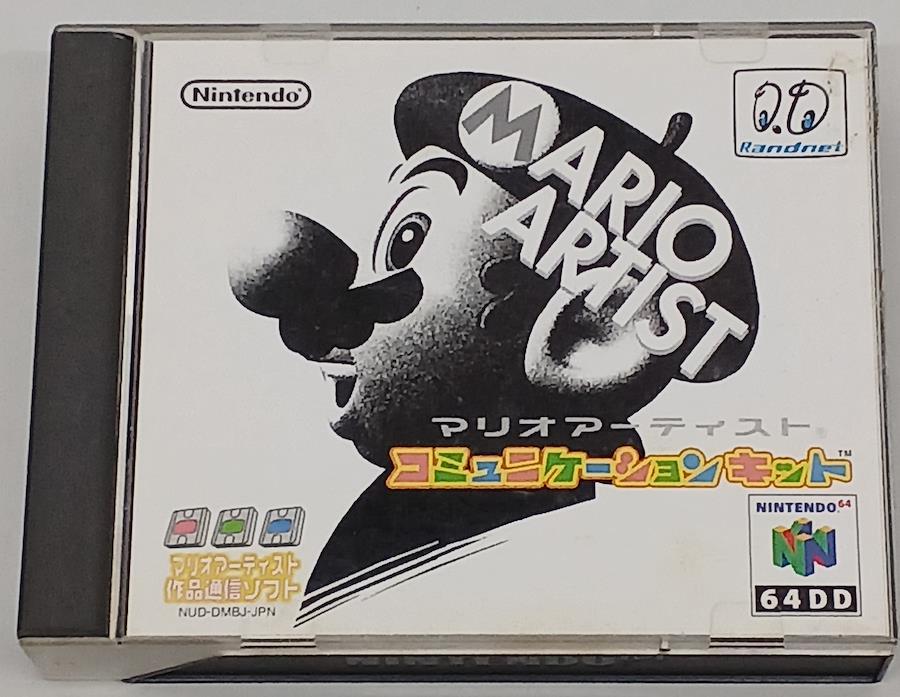 Nintendo®
Randnet
MARIO
ARTIST
マリオアーティスト
コミュニケーションキット™
マリオアーティスト
作品通信ソフト
NUD-DMBJ-JPN
NINTENDO64
64DD